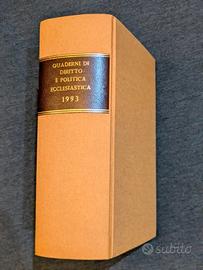 QUADERNI DI
DIRITTO
E POLITICA
ECCLESIASTICA
1993
subito